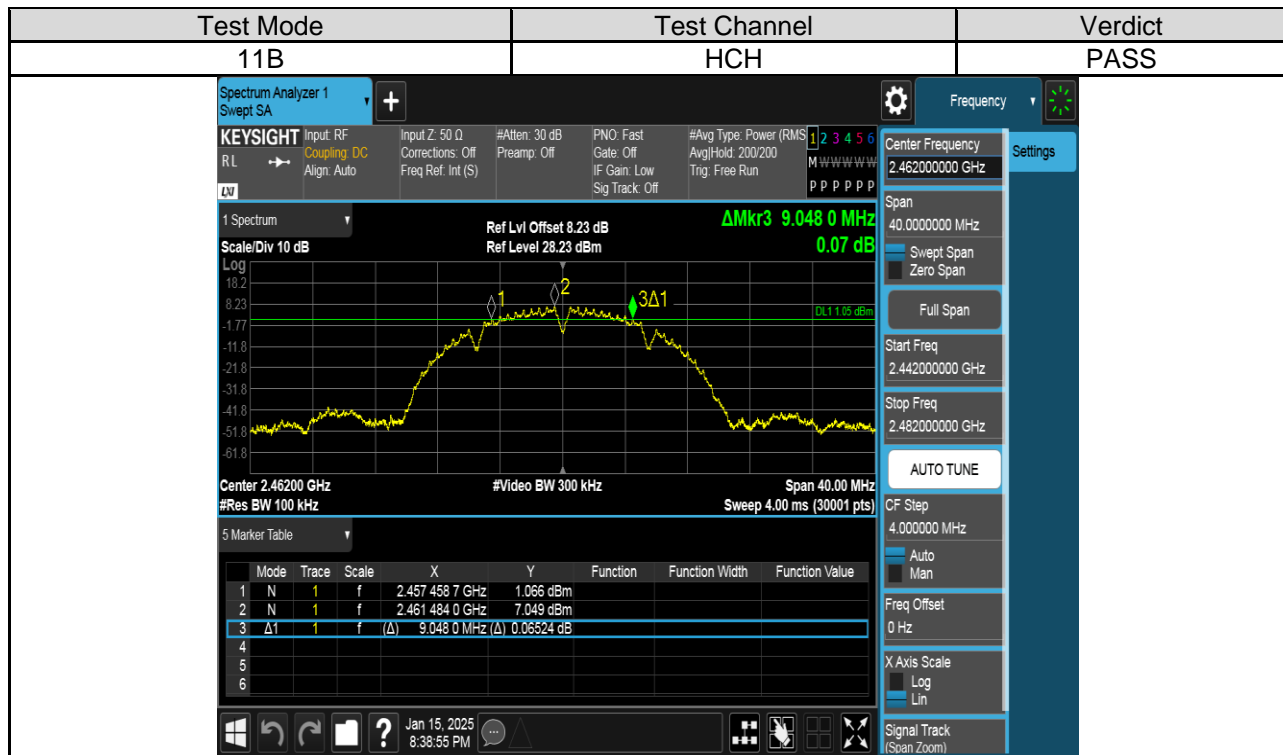 Test Mode Test Channel Verdict
11B HCH PASS
Spectrum Analyzer 1
Swept SA
+
Frequency
KEYSIGHT Input: RF Input Z: 50 Ω #Atten: 30 dB PNO: Fast #Avg Type: Power (RMS 1 2 3 4 5 6
RL Coupling: DC Corrections: Off Preamp: Off Gate: Off Avg|Hold: 200/200 M W W W W W
Align: Auto Freq Ref: Int (S) IF Gain: Low Trig: Free Run
LXI Sig Track: Off P P P P P P
1 Spectrum
Ref Lvl Offset 8.23 dB
ΔMkr3 9.048 0 MHz
Scale/Div 10 dB Ref Level 28.23 dBm 0.07 dB
Log
18.2
8.23
-1.77
-11.8
-21.8
-31.8
-41.8
-51.8
-61.8
1 2 3Δ1
DL1 1.05 dBm
Center 2.46200 GHz #Video BW 300 kHz Span 40.00 MHz
#Res BW 100 kHz Sweep 4.00 ms (30001 pts)
5 Marker Table
Mode Trace Scale X Y Function Function Width Function Value
1 N 1 f 2.457 458 7 GHz 1.066 dBm
2 N 1 f 2.461 484 0 GHz 7.049 dBm
3 Δ1 1 f (Δ) 9.048 0 MHz (Δ) 0.06524 dB
4
5
6
?
Jan 15, 2025
8:38:55 PM
Center Frequency
2.462000000 GHz
Settings
Span
40.0000000 MHz
Swept Span
Zero Span
Full Span
Start Freq
2.442000000 GHz
Stop Freq
2.482000000 GHz
AUTO TUNE
CF Step
4.000000 MHz
Auto
Man
Freq Offset
0 Hz
X Axis Scale
Log
Lin
Signal Track
(Span Zoom)